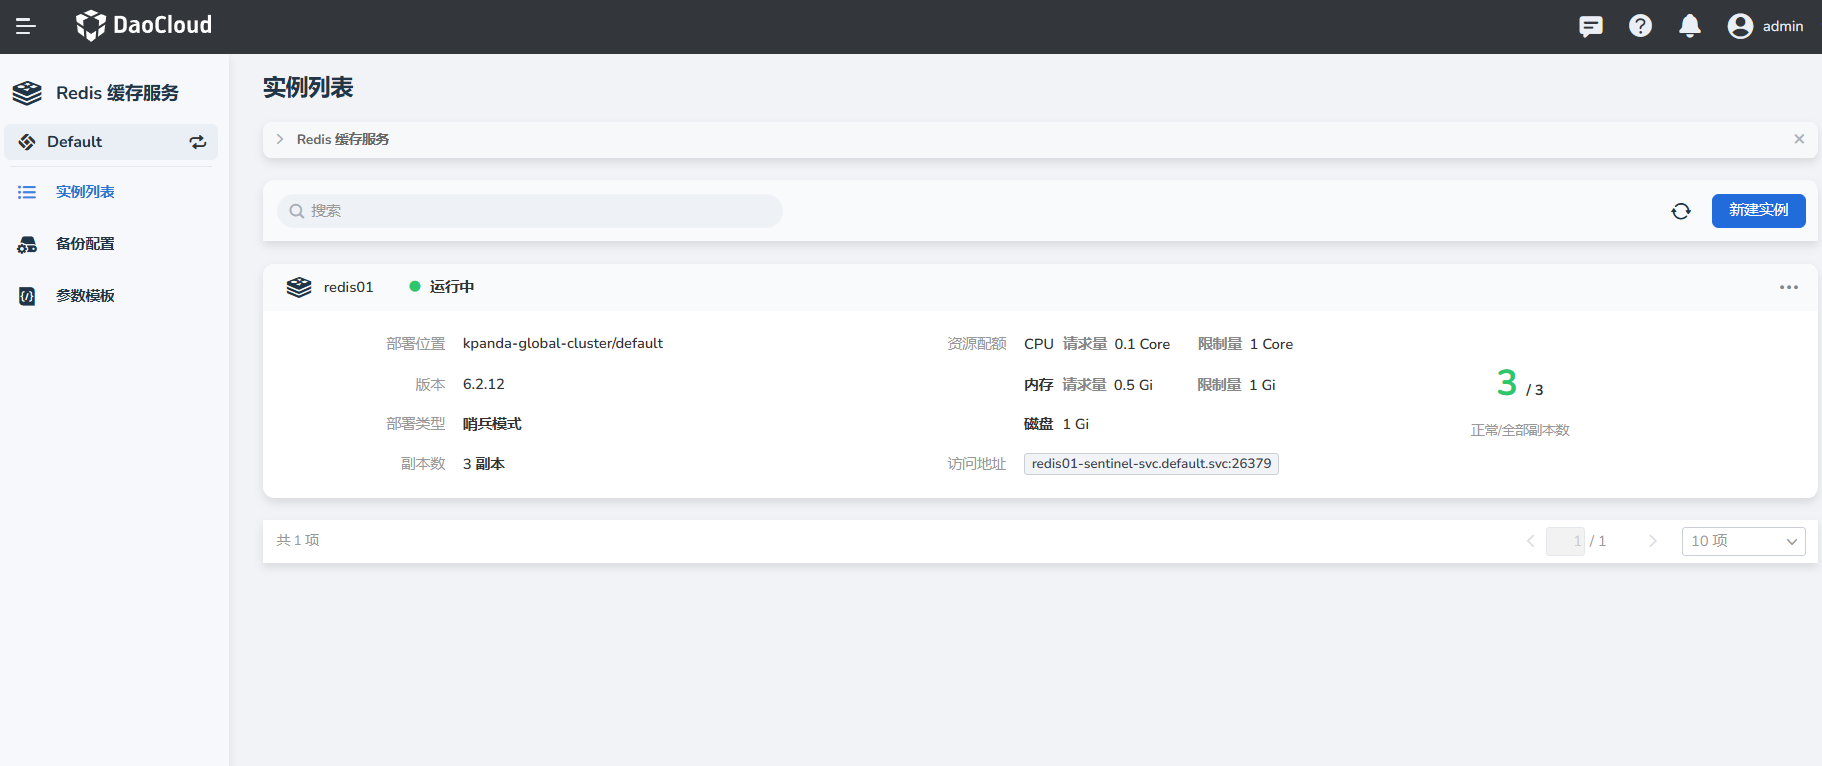 DaoCloud
admin
Redis 缓存服务
Default
实例列表
备份配置
参数模板
实例列表
Redis 缓存服务
搜索
新建实例
redis01 运行中
部署位置 kpanda-global-cluster/default
版本 6.2.12
部署类型 哨兵模式
副本数 3 副本
资源配额 CPU 请求量 0.1 Core 限制量 1 Core
内存 请求量 0.5 Gi 限制量 1 Gi
磁盘 1 Gi
访问地址 redis01-sentinel-svc.default.svc:26379
3 / 3
正常/全部副本数
共 1 项
1 / 1
10 项